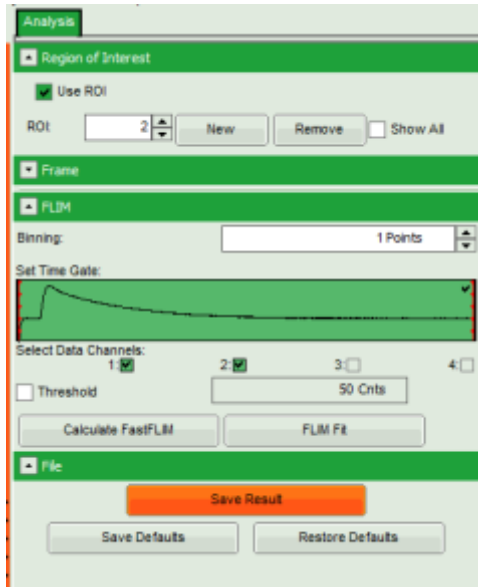 Analysis
Region of Interest
Use ROI
ROI: 2 New Remove Show All
Frame
FLIM
Binning: 1 Points
Set Time Gate:
Select Data Channels:
1: 2: 3: 4:
Threshold 50 Cnts
Calculate FastFLIM FLIM Fit
File
Save Result
Save Defaults Restore Defaults